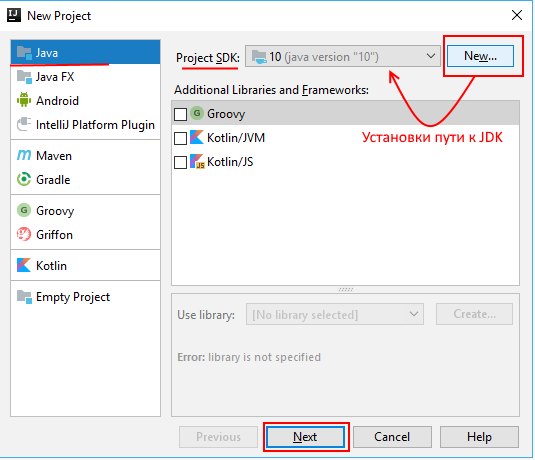 New Project
Java
Java FX
Android
IntelliJ Platform Plugin
Maven
Gradle
Groovy
Griffon
Kotlin
Empty Project
Project SDK: 10 (java version "10") New...
Additional Libraries and Frameworks:
Groovy
Kotlin/JVM
Kotlin/JS
Установки пути к JDK
Use library: [No library selected] Create...
Error: library is not specified
Previous Next Cancel Help